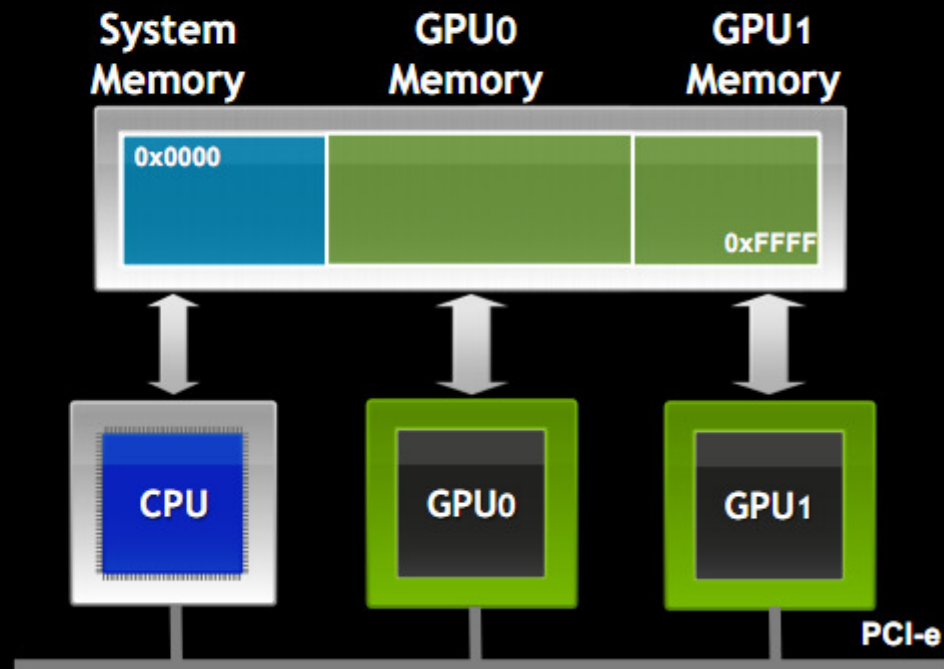 System
Memory
GPU0
Memory
GPU1
Memory
0x0000
0xFFFF
CPU
GPU0
GPU1
PCI-e